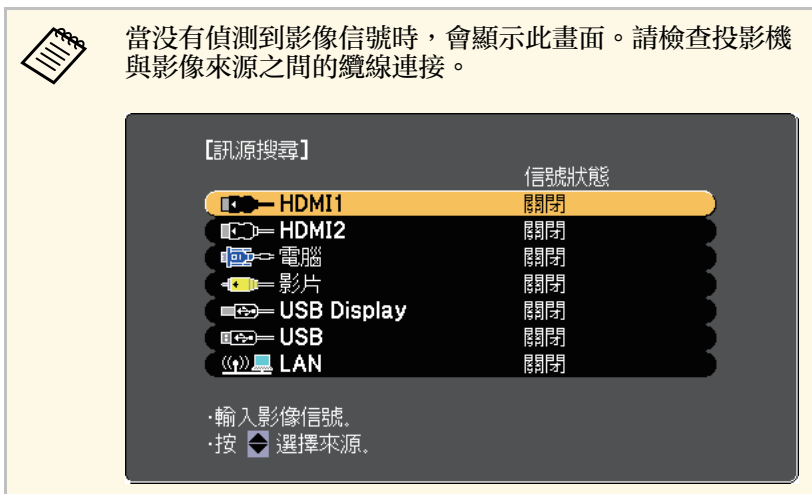 當没有偵測到影像信號時，會顯示此畫面。請檢查投影機
與影像來源之間的纜線連接。
【訊源搜尋】
信號狀態
HDMI1 關閉
HDMI2 關閉
電腦 關閉
影片 關閉
USB Display 關閉
USB 關閉
LAN 關閉
·輸入影像信號。
·按 選擇來源。